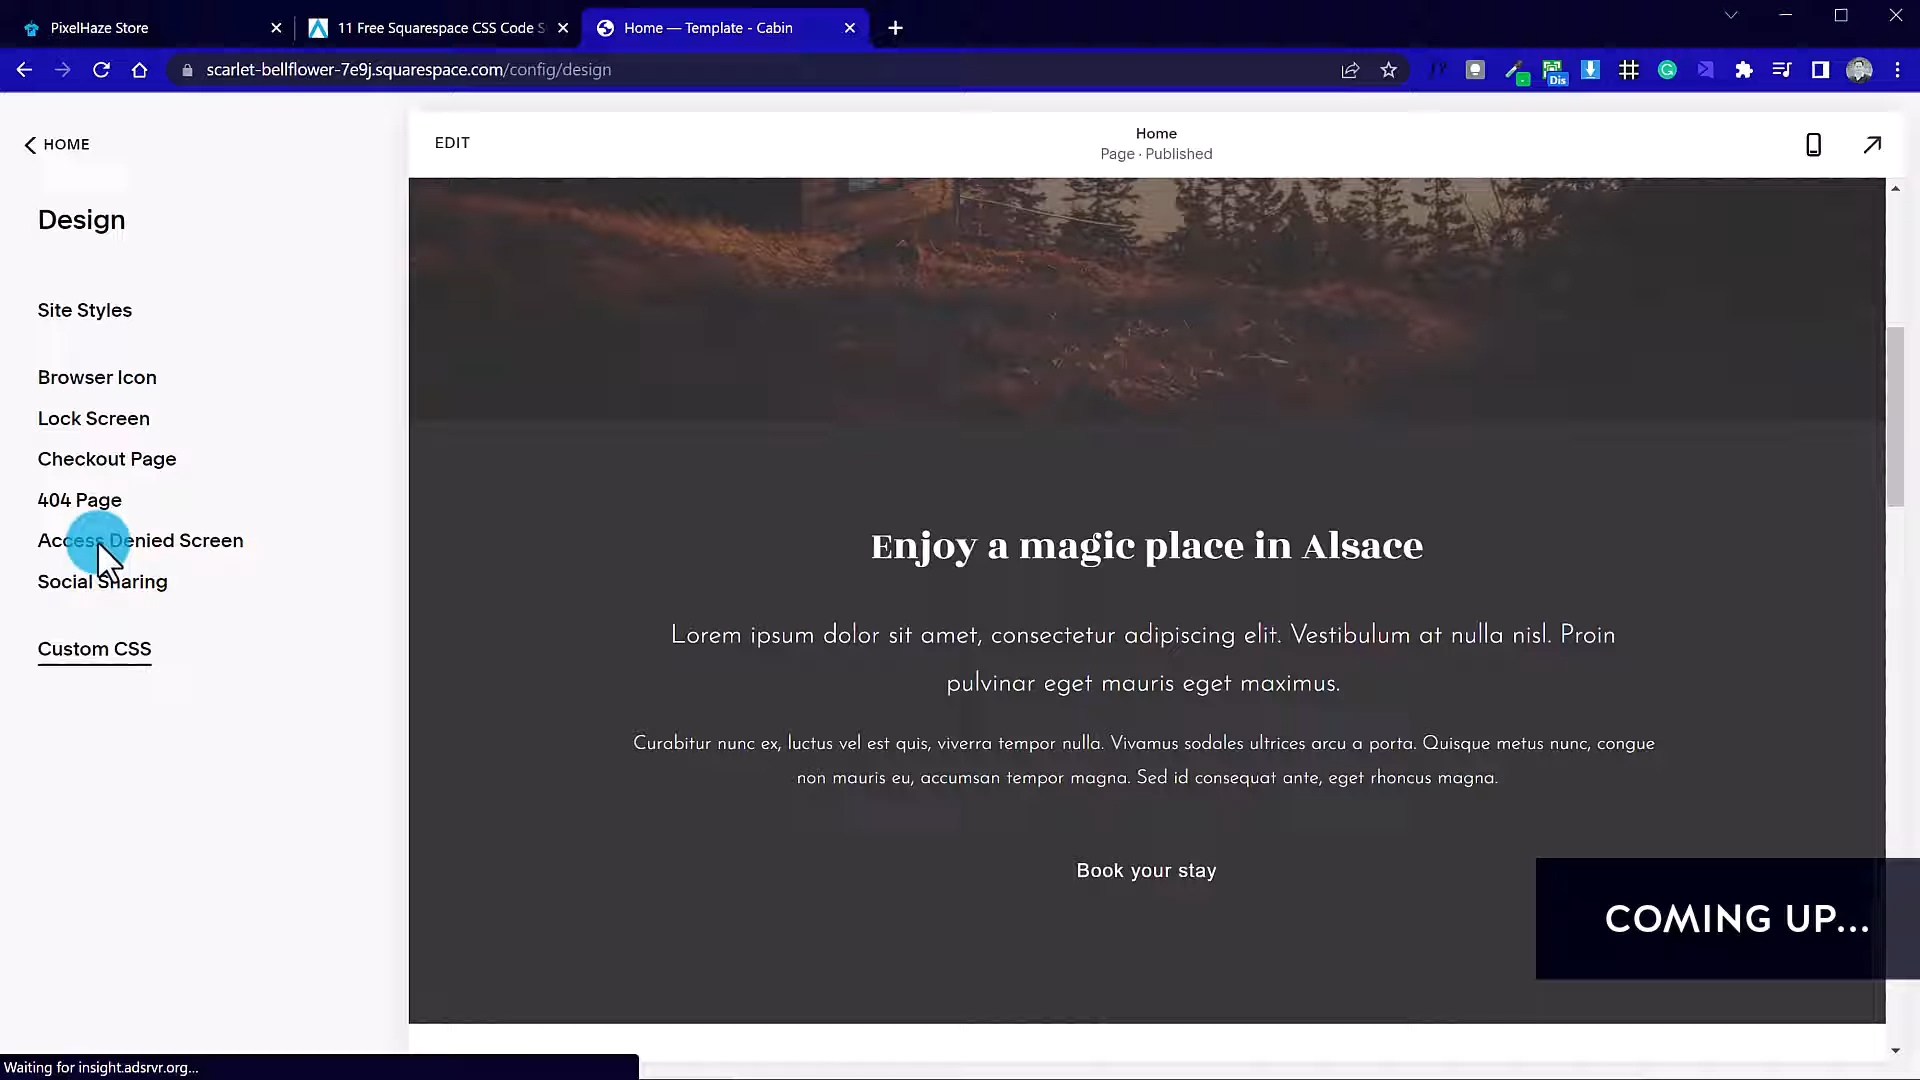 PixelHaze Store
11 Free Squarespace CSS Code S
Home — Template - Cabin
scarlet-bellflower-7e9j.squarespace.com/config/design
Dis
HOME
EDIT
Home
Page · Published
Design
Site Styles
Browser Icon
Lock Screen
Checkout Page
404 Page
Access Denied Screen
Social Sharing
Custom CSS
Enjoy a magic place in Alsace
Lorem ipsum dolor sit amet, consectetur adipiscing elit. Vestibulum at nulla nisl. Proin
pulvinar eget mauris eget maximus.
Curabitur nunc ex, luctus vel est quis, viverra tempor nulla. Vivamus sodales ultrices arcu a porta. Quisque metus nunc, congue
non mauris eu, accumsan tempor magna. Sed id consequat ante, eget rhoncus magna.
Book your stay
COMING UP...
Waiting for insight.adsrvr.org...